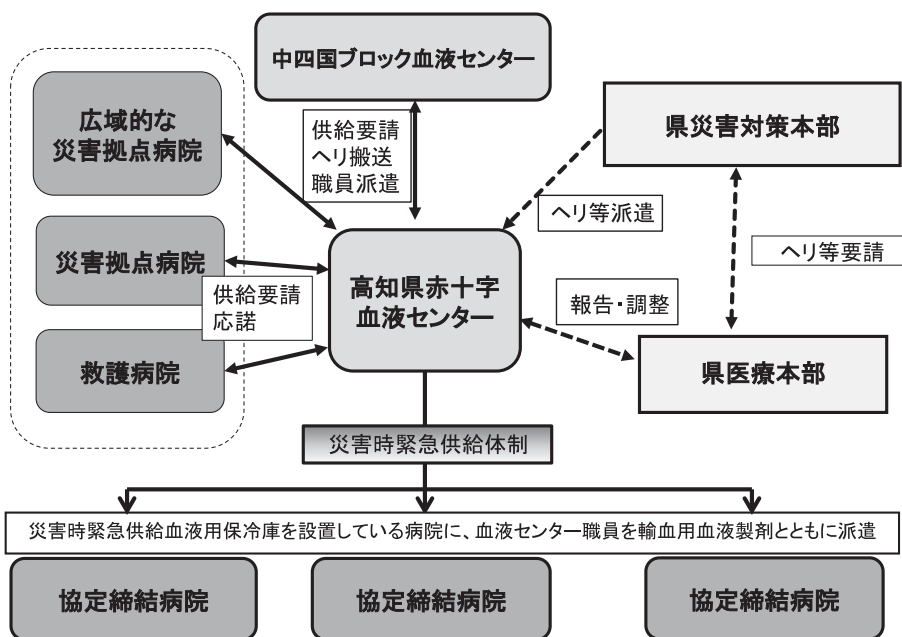 中四国ブロック血液センター
広域的な
災害拠点病院
供給要請
ヘリ搬送
職員派遣
県災害対策本部
ヘリ等派遣
災害拠点病院
ヘリ等要請
供給要請
応諾
高知県赤十字
血液センター
報告・調整
救護病院
県医療本部
災害時緊急供給体制
災害時緊急供給血液用保冷庫を設置している病院に、血液センター職員を輸血用血液製剤とともに派遣
協定締結病院
協定締結病院
協定締結病院